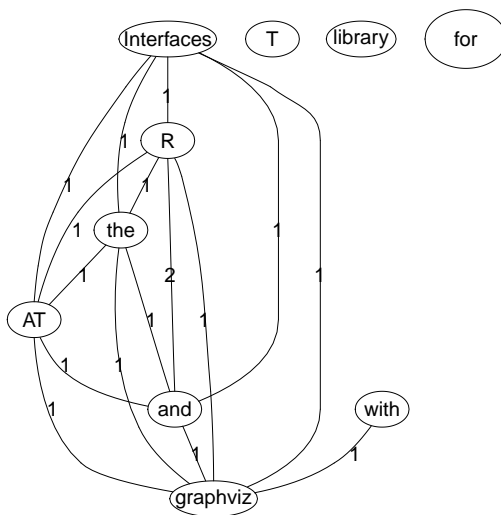 Interfaces T library for
1
R
1 1
1 1
the
1 2 1 1
AT
1 1 1 1
1 and with
1 1
graphviz